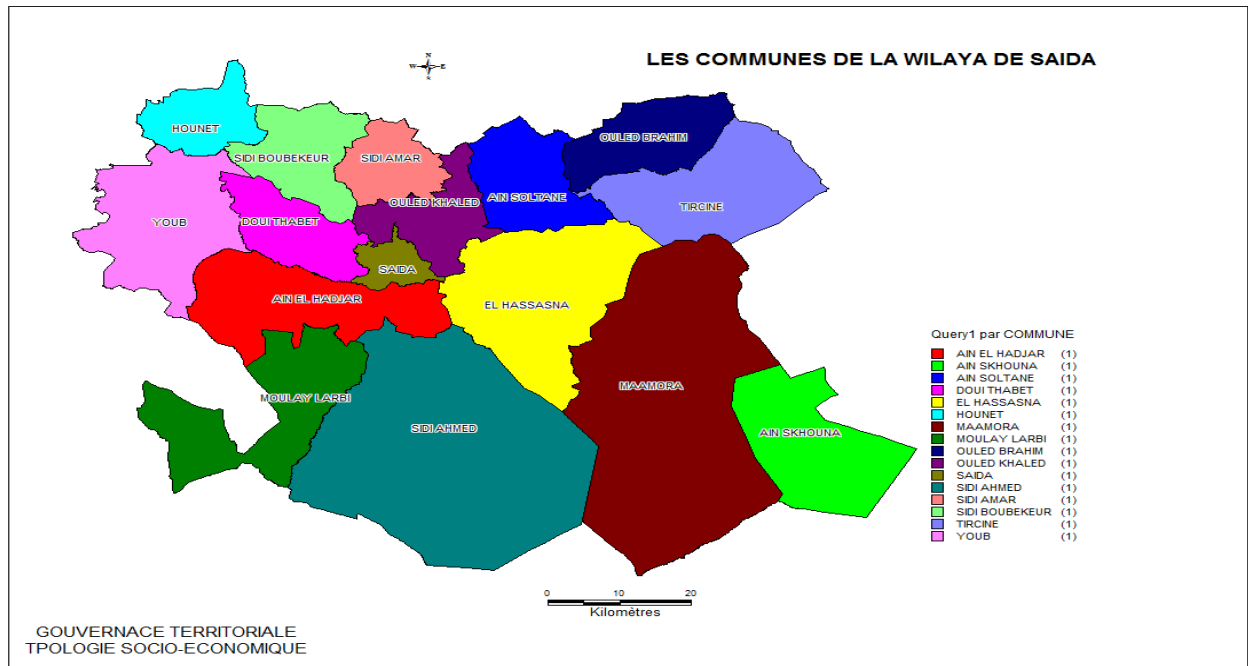 LES COMMUNES DE LA WILAYA DE SAIDA
N
W E
S
HOUNET
SIDI BOUBEKEUR
SIDI AMAR
OULED BRAHIM
OULED KHALED
AIN SOLTANE
TIRCINE
YOUB
DOUI THABET
SAIDA
AIN EL HADJAR
EL HASSASNA
MAAMORA
MOULAY LARBI
SIDI AHMED
AIN SKHOUNA
Query1 par COMMUNE
AIN EL HADJAR (1)
AIN SKHOUNA (1)
AIN SOLTANE (1)
DOUI THABET (1)
EL HASSASNA (1)
HOUNET (1)
MAAMORA (1)
MOULAY LARBI (1)
OULED BRAHIM (1)
OULED KHALED (1)
SAIDA (1)
SIDI AHMED (1)
SIDI AMAR (1)
SIDI BOUBEKEUR (1)
TIRCINE (1)
YOUB (1)
0 10 20
Kilomètres
GOUVERNACE TERRITORIALE
TPOLOGIE SOCIO-ECONOMIQUE